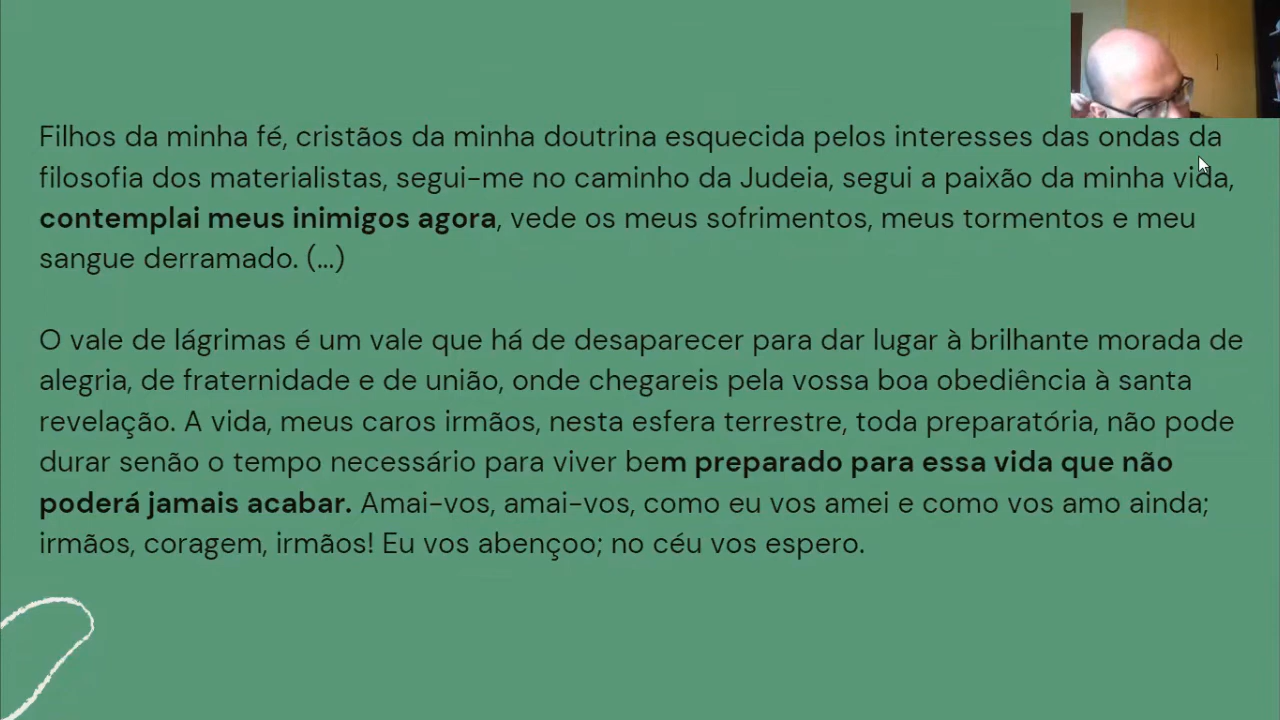 Filhos da minha fé, cristãos da minha doutrina esquecida pelos interesses das ondas da
filosofia dos materialistas, segui-me no caminho da Judeia, segui a paixão da minha vida,
contemplai meus inimigos agora, vede os meus sofrimentos, meus tormentos e meu
sangue derramado. (...)
O vale de lágrimas é um vale que há de desaparecer para dar lugar à brilhante morada de
alegria, de fraternidade e de união, onde chegareis pela vossa boa obediência à santa
revelação. A vida, meus caros irmãos, nesta esfera terrestre, toda preparatória, não pode
durar senão o tempo necessário para viver bem preparado para essa vida que não
poderá jamais acabar. Amai-vos, amai-vos, como eu vos amei e como vos amo ainda;
irmãos, coragem, irmãos! Eu vos abençoo; no céu vos espero.